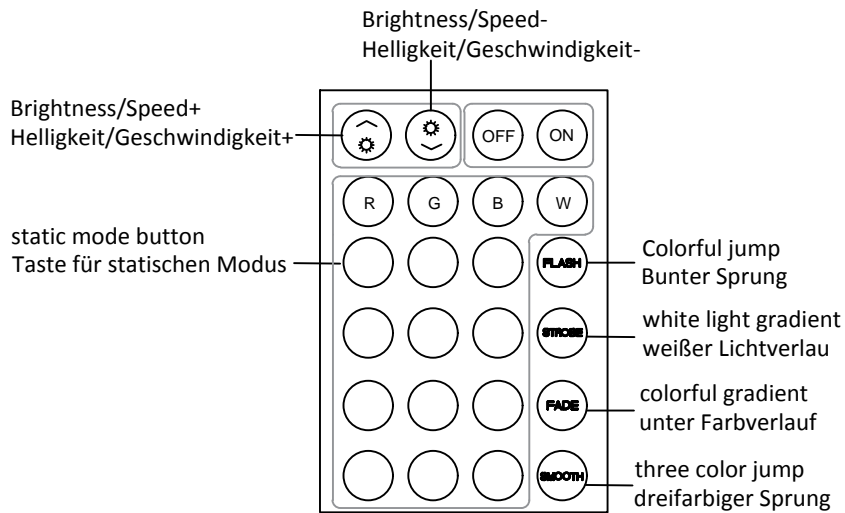 Brightness/Speed-
Helligkeit/Geschwindigkeit-
Brightness/Speed+
Helligkeit/Geschwindigkeit+
OFF
ON
R
G
B
W
static mode button
Taste für statischen Modus
FLASH
Colorful jump
Bunter Sprung
STROBE
white light gradient
weißer Lichtverlau
FADE
colorful gradient
unter Farbverlauf
SMOOTH
three color jump
dreifarbiger Sprung